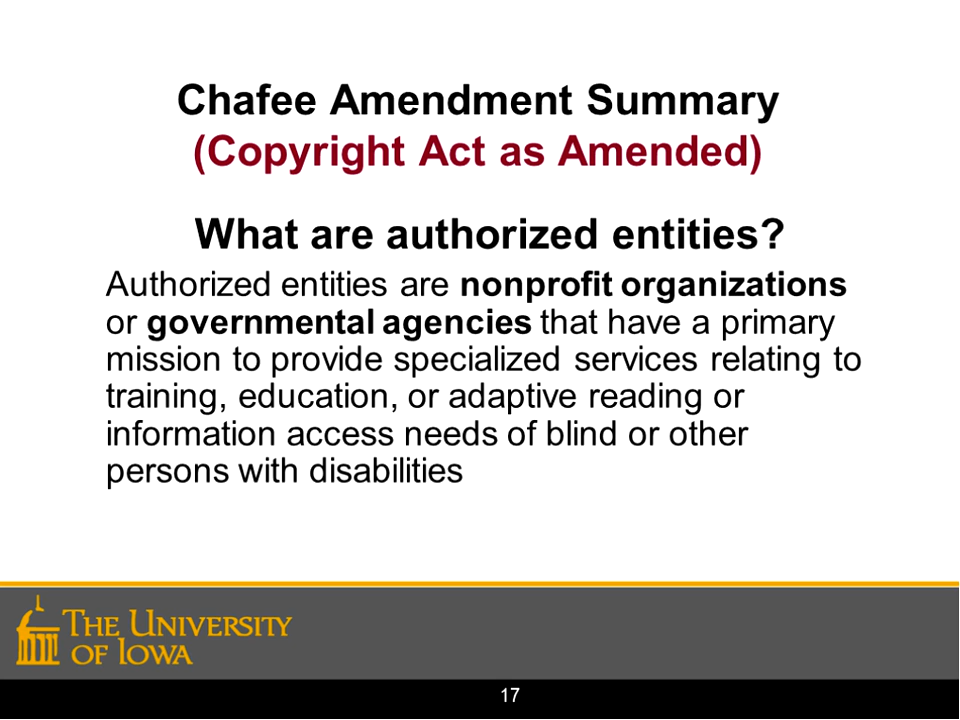 Chafee Amendment Summary
(Copyright Act as Amended)
What are authorized entities?
Authorized entities are nonprofit organizations
or governmental agencies that have a primary
mission to provide specialized services relating to
training, education, or adaptive reading or
information access needs of blind or other
persons with disabilities
THE UNIVERSITY
OF IOWA
17